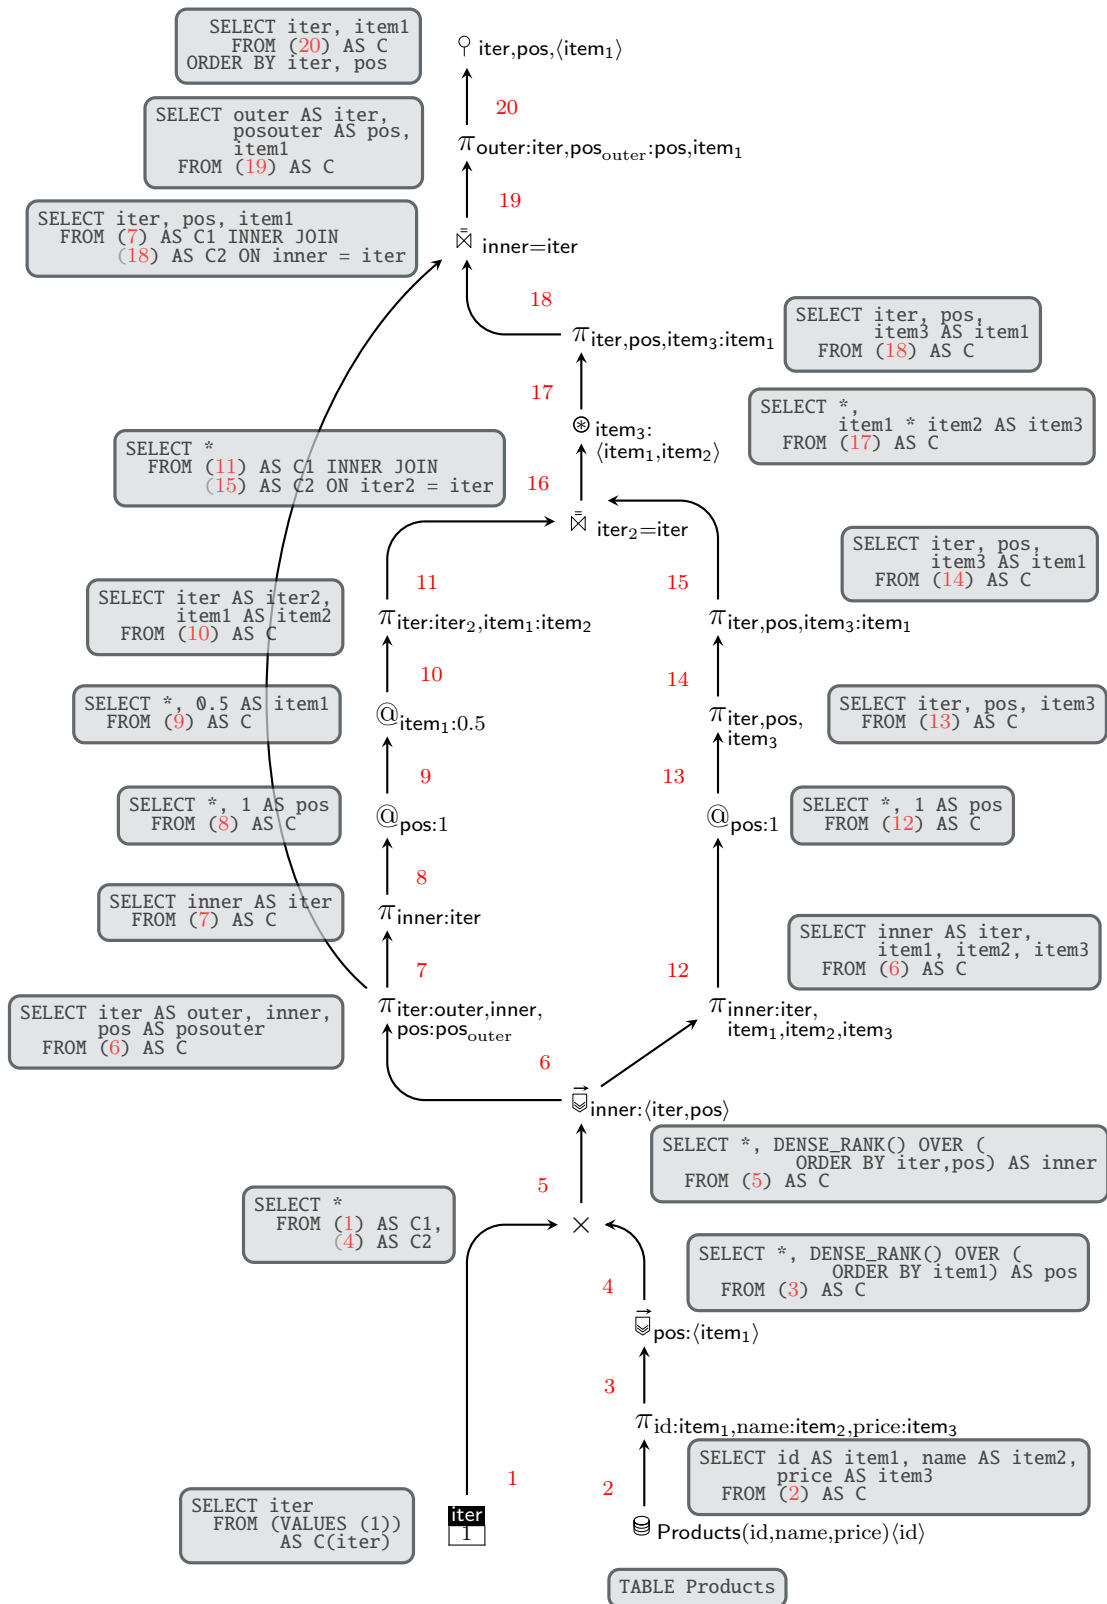 SELECT iter, item1
FROM (20) AS C
ORDER BY iter, pos
iter,pos,⟨item₁⟩
20
SELECT outer AS iter,
posouter AS pos,
item1
FROM (19) AS C
π outer:iter,pos_outer:pos,item₁
19
SELECT iter, pos, item1
FROM (7) AS C1 INNER JOIN
(18) AS C2 ON inner = iter
⋈ inner=iter
18
π iter,pos,item₃:item₁
SELECT iter, pos,
item3 AS item1
FROM (18) AS C
17
SELECT *,
item1 * item2 AS item3
FROM (17) AS C
⊛ item₃:
⟨item₁,item₂⟩
SELECT *
FROM (11) AS C1 INNER JOIN
(15) AS C2 ON iter2 = iter
16
⋈ iter₂=iter
SELECT iter, pos,
item3 AS item1
FROM (14) AS C
11
15
SELECT iter AS iter2,
item1 AS item2
FROM (10) AS C
π iter:iter₂,item₁:item₂
π iter,pos,item₃:item₁
10
14
SELECT *, 0.5 AS item1
FROM (9) AS C
@ item₁:0.5
π iter,pos,
item₃
SELECT iter, pos, item3
FROM (13) AS C
9
13
SELECT *, 1 AS pos
FROM (8) AS C
@ pos:1
@ pos:1
SELECT *, 1 AS pos
FROM (12) AS C
8
SELECT inner AS iter
FROM (7) AS C
π inner:iter
SELECT inner AS iter,
item1, item2, item3
FROM (6) AS C
7
12
SELECT iter AS outer, inner,
pos AS posouter
FROM (6) AS C
π iter:outer,inner,
pos:pos_outer
π inner:iter,
item₁,item₂,item₃
6
inner:⟨iter,pos⟩
SELECT *, DENSE_RANK() OVER (
ORDER BY iter,pos) AS inner
FROM (5) AS C
5
SELECT *
FROM (1) AS C1,
(4) AS C2
×
SELECT *, DENSE_RANK() OVER (
ORDER BY item1) AS pos
FROM (3) AS C
4
pos:⟨item₁⟩
3
π id:item₁,name:item₂,price:item₃
SELECT id AS item1, name AS item2,
price AS item3
FROM (2) AS C
1
2
SELECT iter
FROM (VALUES (1))
AS C(iter)
iter
1
Products(id,name,price)⟨id⟩
TABLE Products